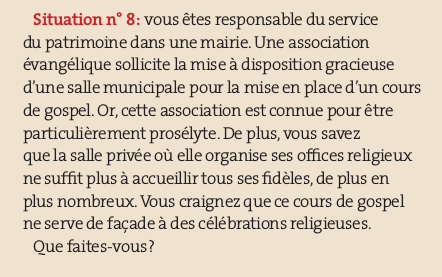 Situation n° 8 : vous êtes responsable du service
du patrimoine dans une mairie. Une association
évangélique sollicite la mise à disposition gracieuse
d'une salle municipale pour la mise en place d'un cours
de gospel. Or, cette association est connue pour être
particulièrement prosélyte. De plus, vous savez
que la salle privée où elle organise ses offices religieux
ne suffit plus à accueillir tous ses fidèles, de plus en
plus nombreux. Vous craignez que ce cours de gospel
ne serve de façade à des célébrations religieuses.
Que faites-vous ?